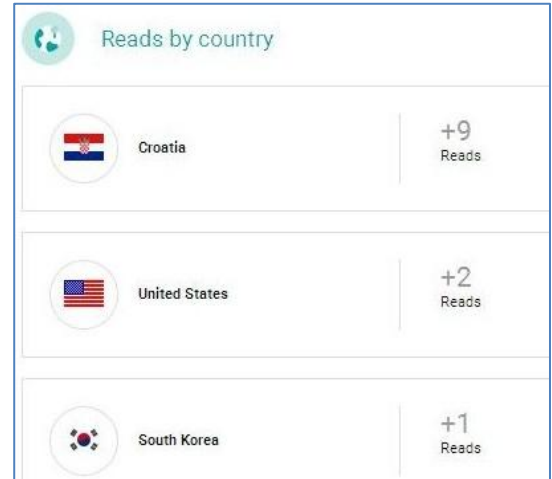 Reads by country
Croatia
+9
Reads
United States
+2
Reads
South Korea
+1
Reads